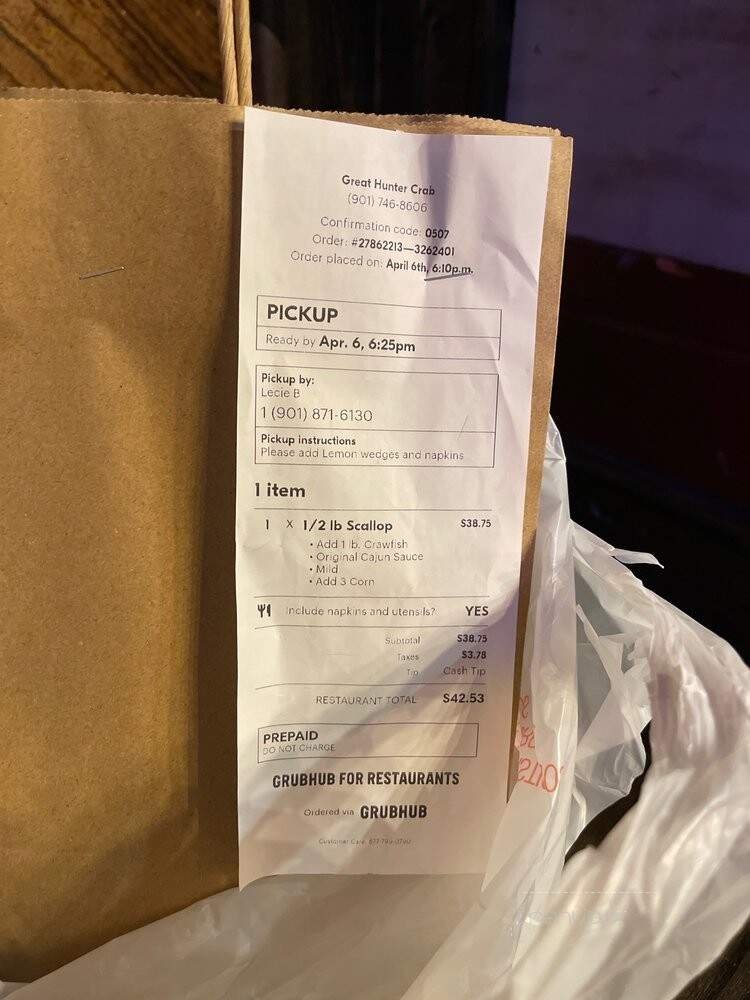 Great Hunter Crab
(901) 746-8606
Confirmation code: 0507
Order: #27862213—3262401
Order placed on: April 6th, 6:10p.m.
PICKUP
Ready by Apr. 6, 6:25pm
Pickup by:
Lecie B
1 (901) 871-6130
Pickup instructions
Please add Lemon wedges and napkins
1 item
1 X 1/2 lb Scallop $38.75
• Add 1 lb. Crawfish
• Original Cajun Sauce
• Mild
• Add 3 Corn
Include napkins and utensils? YES
Subtotal $38.75
Taxes $3.78
Tip Cash Tip
RESTAURANT TOTAL $42.53
PREPAID
DO NOT CHARGE
GRUBHUB FOR RESTAURANTS
Ordered via GRUBHUB
Customer Care: